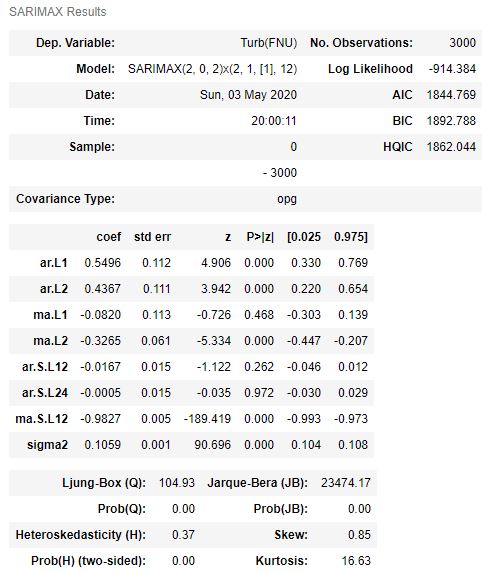 SARIMAX Results
Dep. Variable: Turb(FNU) No. Observations: 3000
Model: SARIMAX(2, 0, 2)x(2, 1, [1], 12) Log Likelihood -914.384
Date: Sun, 03 May 2020 AIC 1844.769
Time: 20:00:11 BIC 1892.788
Sample: 0 HQIC 1862.044
- 3000
Covariance Type: opg
coef std err z P>|z| [0.025 0.975]
ar.L1 0.5496 0.112 4.906 0.000 0.330 0.769
ar.L2 0.4367 0.111 3.942 0.000 0.220 0.654
ma.L1 -0.0820 0.113 -0.726 0.468 -0.303 0.139
ma.L2 -0.3265 0.061 -5.334 0.000 -0.447 -0.207
ar.S.L12 -0.0167 0.015 -1.122 0.262 -0.046 0.012
ar.S.L24 -0.0005 0.015 -0.035 0.972 -0.030 0.029
ma.S.L12 -0.9827 0.005 -189.419 0.000 -0.993 -0.973
sigma2 0.1059 0.001 90.696 0.000 0.104 0.108
Ljung-Box (Q): 104.93 Jarque-Bera (JB): 23474.17
Prob(Q): 0.00 Prob(JB): 0.00
Heteroskedasticity (H): 0.37 Skew: 0.85
Prob(H) (two-sided): 0.00 Kurtosis: 16.63